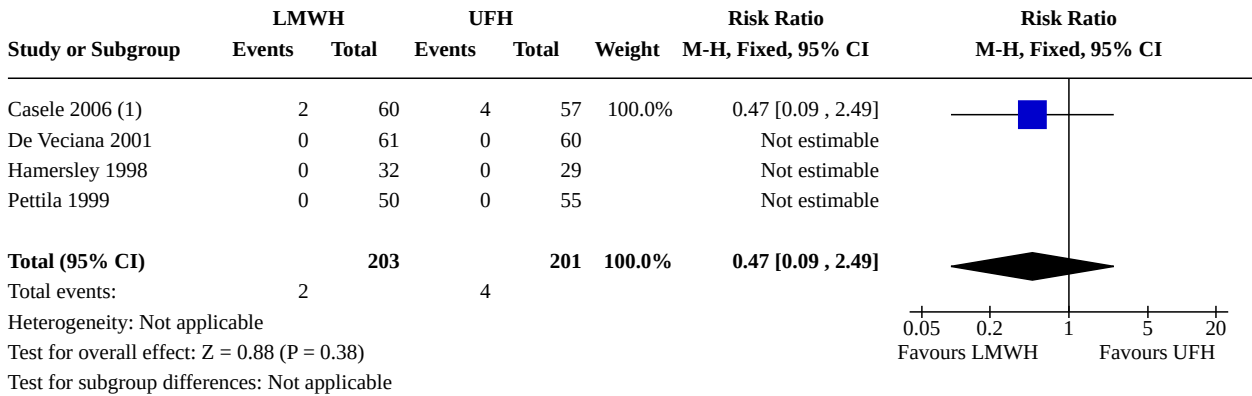 LMWH UFH Risk Ratio Risk Ratio
Study or Subgroup Events Total Events Total Weight M-H, Fixed, 95% CI M-H, Fixed, 95% CI
Casele 2006 (1) 2 60 4 57 100.0% 0.47 [0.09 , 2.49]
De Veciana 2001 0 61 0 60 Not estimable
Hamersley 1998 0 32 0 29 Not estimable
Pettila 1999 0 50 0 55 Not estimable
Total (95% CI) 203 201 100.0% 0.47 [0.09 , 2.49]
Total events: 2 4
Heterogeneity: Not applicable
Test for overall effect: Z = 0.88 (P = 0.38)
Test for subgroup differences: Not applicable
0.05 0.2 1 5 20
Favours LMWH Favours UFH